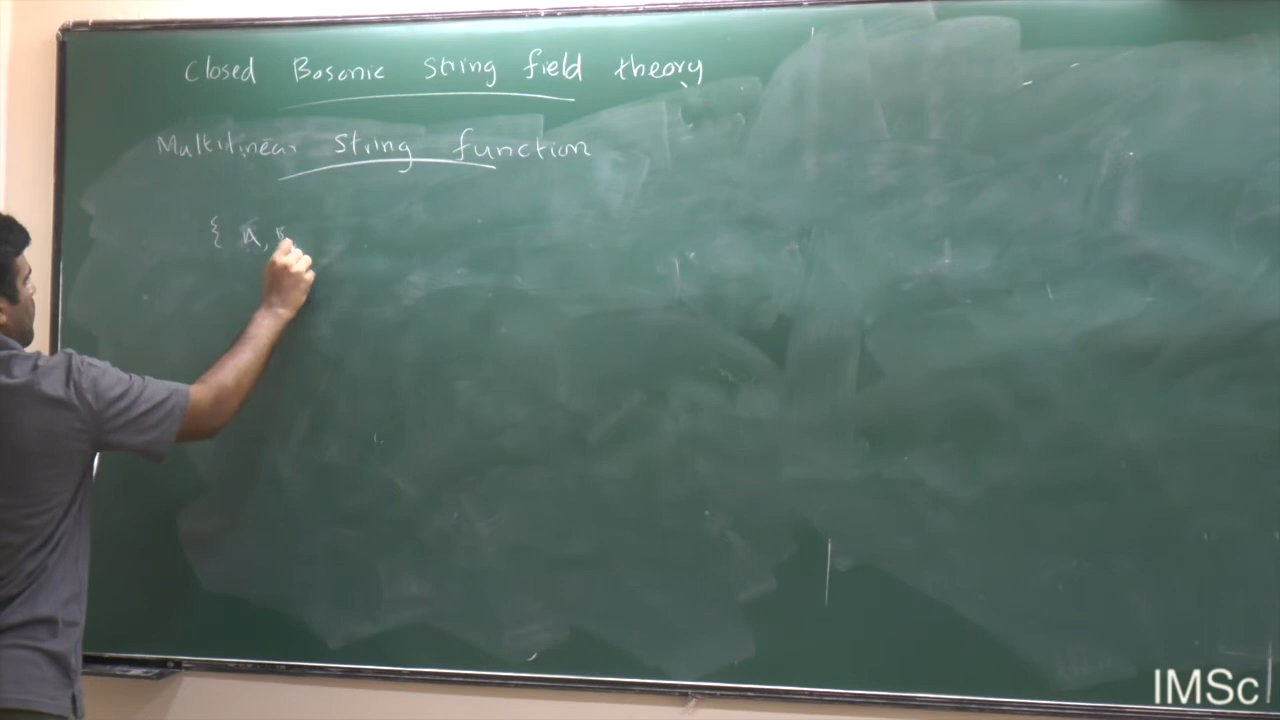 Closed Bosonic String field theory
Multilinear String function
{ A,
IMSc